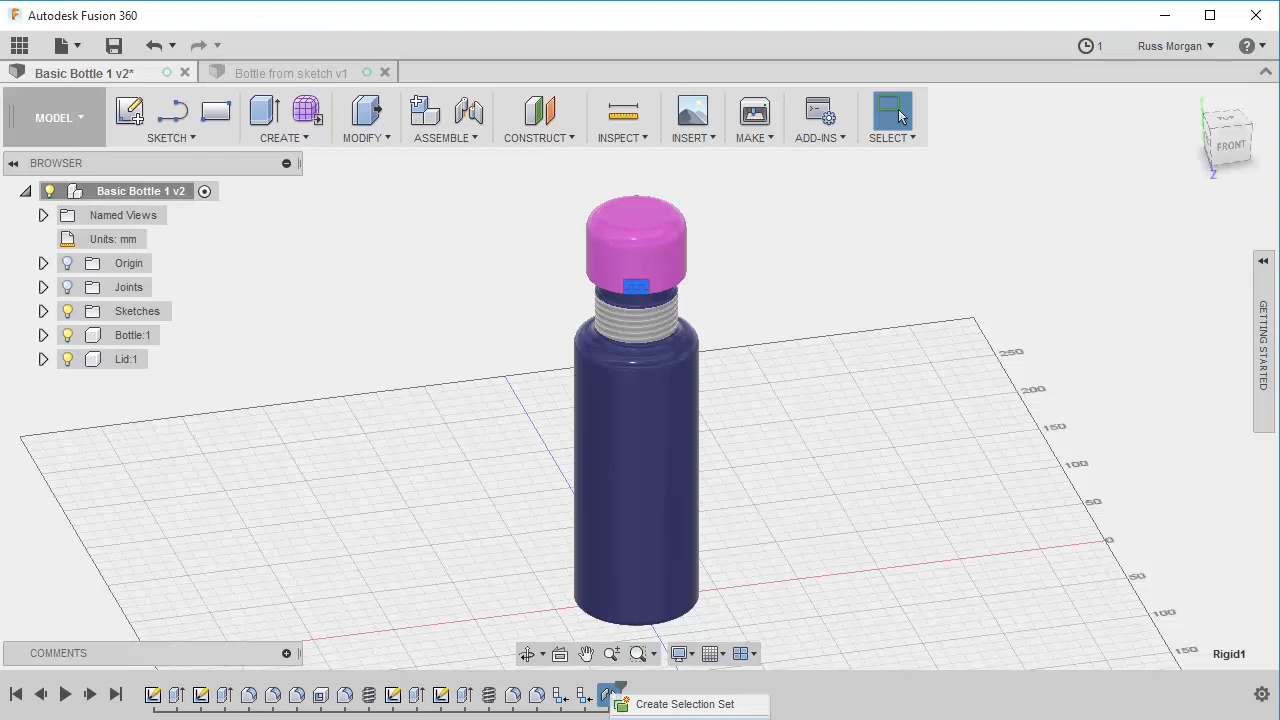 Autodesk Fusion 360
1 Russ Morgan
Basic Bottle 1 v2* Bottle from sketch v1
MODEL
SKETCH CREATE MODIFY ASSEMBLE CONSTRUCT INSPECT INSERT MAKE ADD-INS SELECT
TOP
FRONT
Z
BROWSER
Basic Bottle 1 v2
Named Views
Units: mm
Origin
Joints
Sketches
Bottle:1
Lid:1
GETTING STARTED
250
200
150
100
50
0
50
100
150
COMMENTS
Rigid1
Create Selection Set